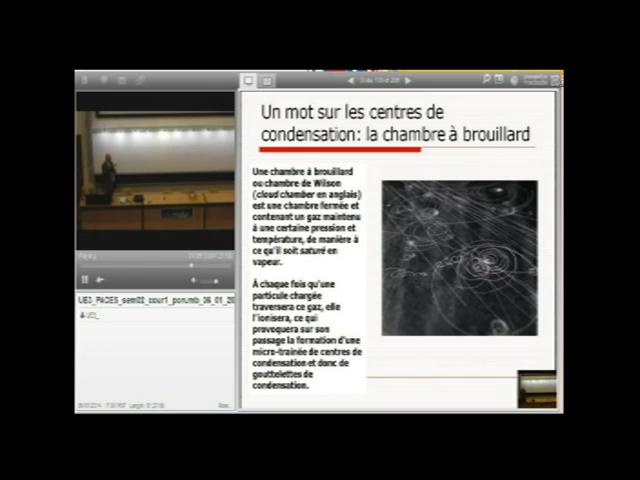 Un mot sur les centres de
condensation: la chambre à brouillard
Une chambre à brouillard
ou chambre de Wilson
(cloud chamber en anglais)
est une chambre fermée et
contenant un gaz maintenu
à une certaine pression et
température, de manière à
ce qu'il soit saturé en
vapeur.
À chaque fois qu'une
particule chargée
traversera ce gaz, elle
l'ionisera, ce qui
provoquera sur son
passage la formation d'une
micro-trainée de centres de
condensation et donc de
gouttelettes de
condensation.
Playing
UE3_